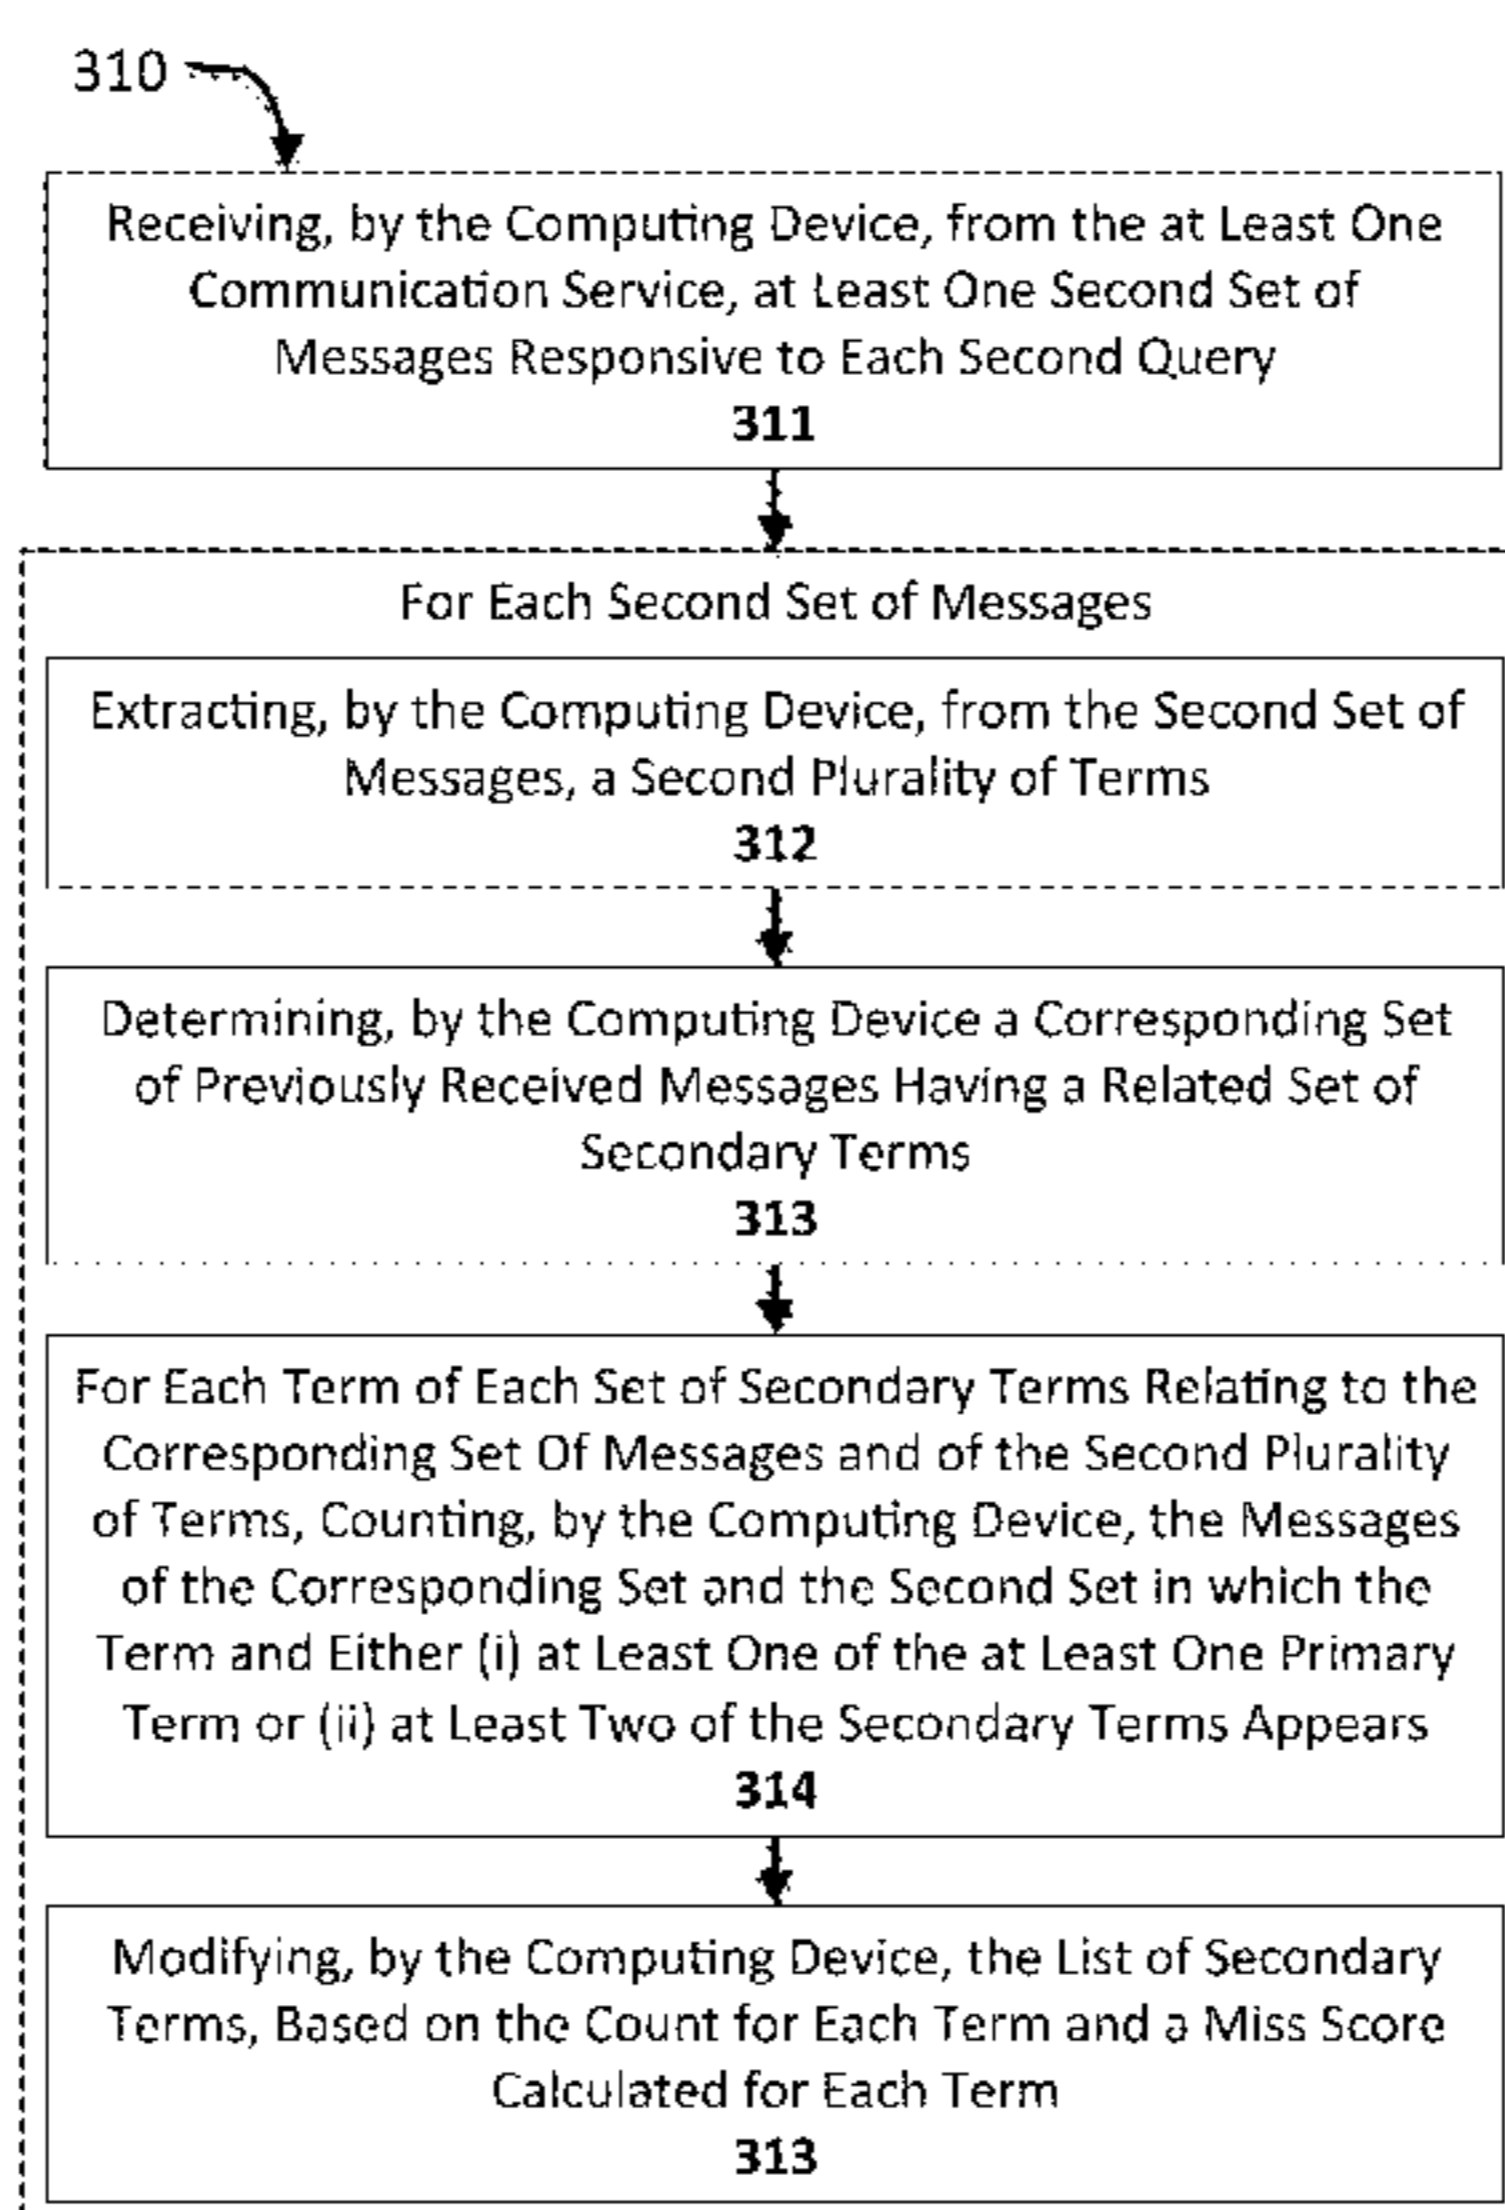 310
Receiving, by the Computing Device, from the at Least One
Communication Service, at Least One Second Set of
Messages Responsive to Each Second Query
311
For Each Second Set of Messages
Extracting, by the Computing Device, from the Second Set of
Messages, a Second Plurality of Terms
312
Determining, by the Computing Device a Corresponding Set
of Previously Received Messages Having a Related Set of
Secondary Terms
313
For Each Term of Each Set of Secondary Terms Relating to the
Corresponding Set Of Messages and of the Second Plurality
of Terms, Counting, by the Computing Device, the Messages
of the Corresponding Set and the Second Set in which the
Term and Either (i) at Least One of the at Least One Primary
Term or (ii) at Least Two of the Secondary Terms Appears
314
Modifying, by the Computing Device, the List of Secondary
Terms, Based on the Count for Each Term and a Miss Score
Calculated for Each Term
313